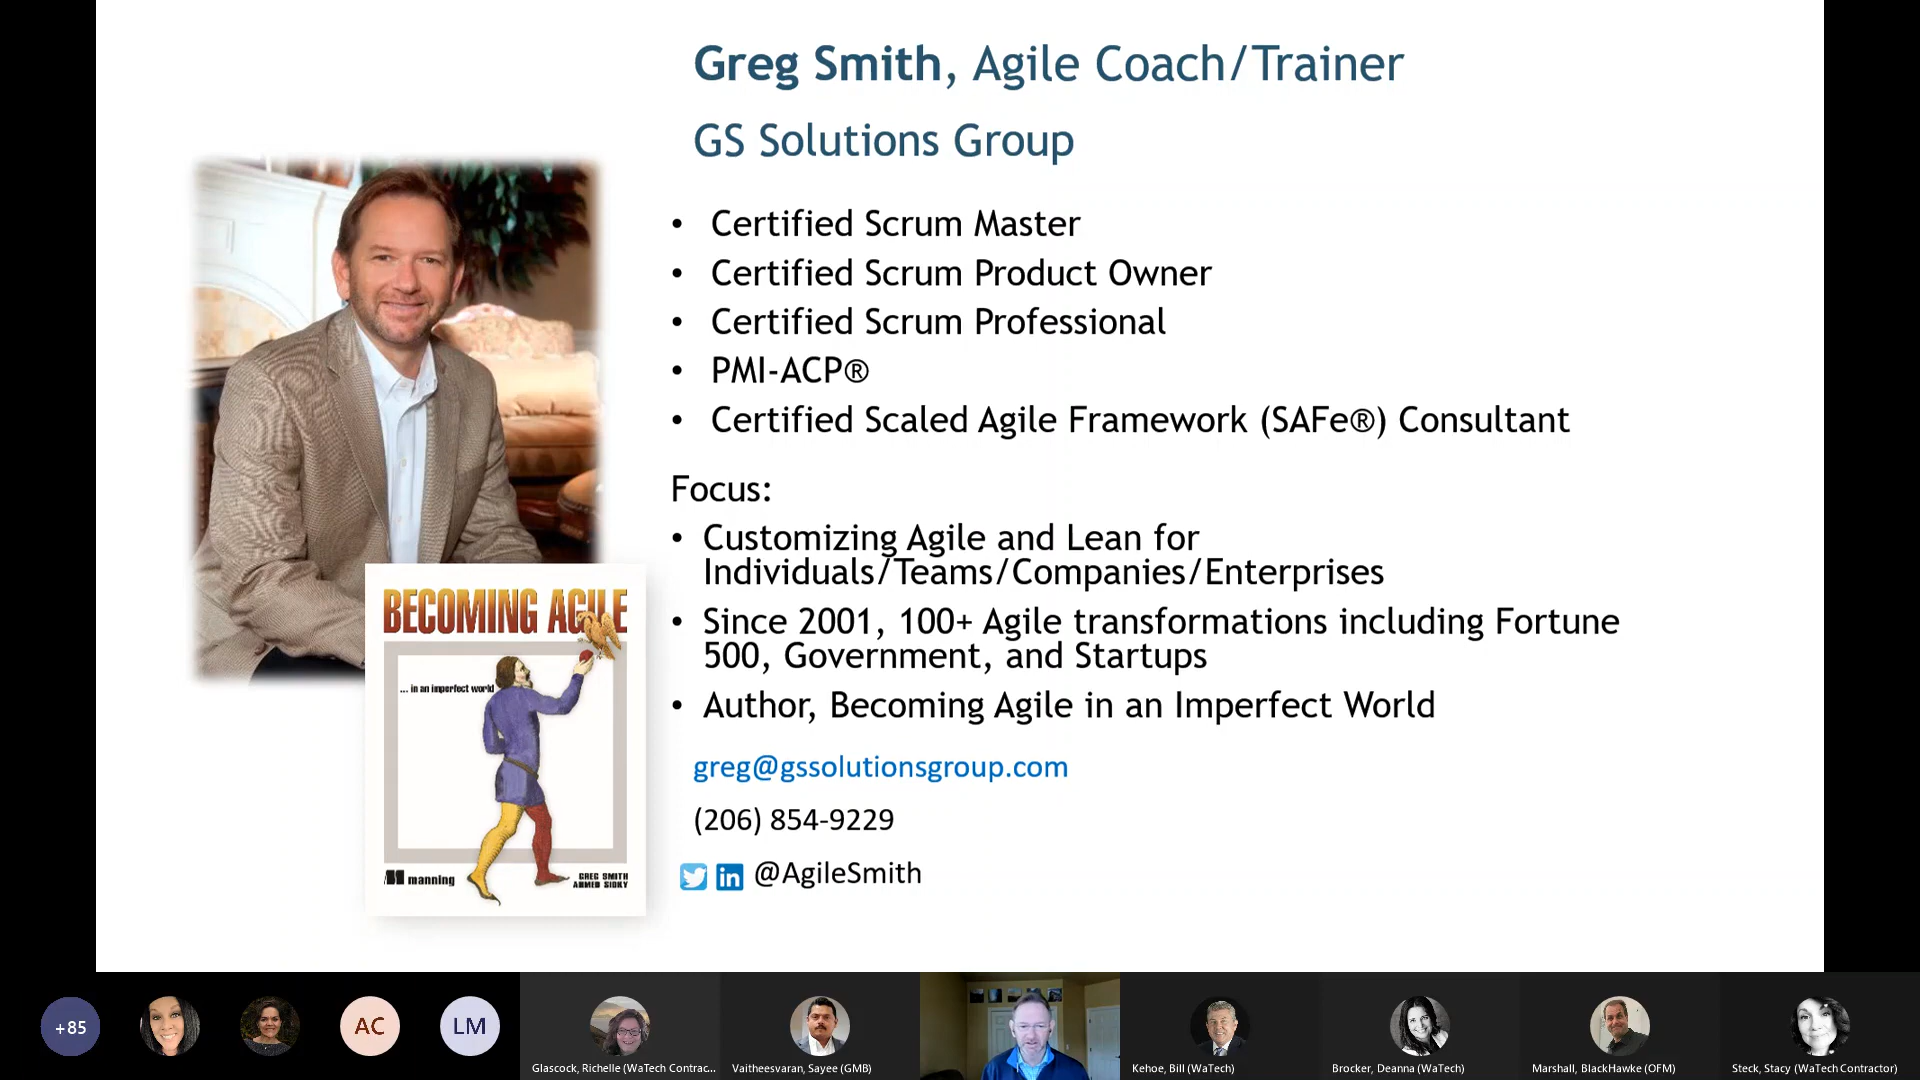 Greg Smith, Agile Coach/Trainer
GS Solutions Group
• Certified Scrum Master
• Certified Scrum Product Owner
• Certified Scrum Professional
• PMI-ACP®
• Certified Scaled Agile Framework (SAFe®) Consultant
Focus:
• Customizing Agile and Lean for
Individuals/Teams/Companies/Enterprises
• Since 2001, 100+ Agile transformations including Fortune
500, Government, and Startups
• Author, Becoming Agile in an Imperfect World
greg@gssolutionsgroup.com
(206) 854-9229
@AgileSmith
BECOMING AGILE
... in an imperfect world
manning
GREG SMITH
AHMED SIDKY
+85
AC
LM
Glascock, Richelle (WaTech Contrac...
Vaitheesvaran, Sayee (GMB)
Kehoe, Bill (WaTech)
Brocker, Deanna (WaTech)
Marshall, BlackHawke (OFM)
Steck, Stacy (WaTech Contractor)